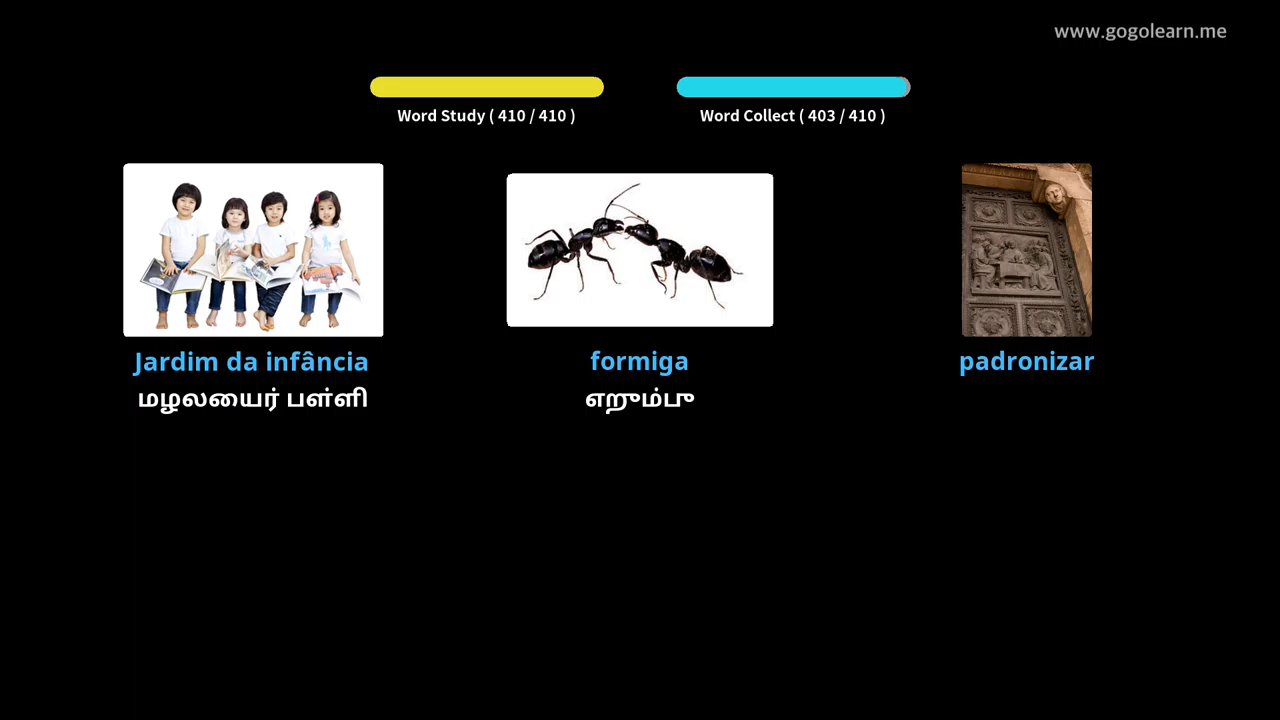 www.gogolearn.me
Word Study ( 410 / 410 )
Word Collect ( 403 / 410 )
Jardim da infância
formiga
padronizar
மழலையர் பள்ளி
எறும்பு